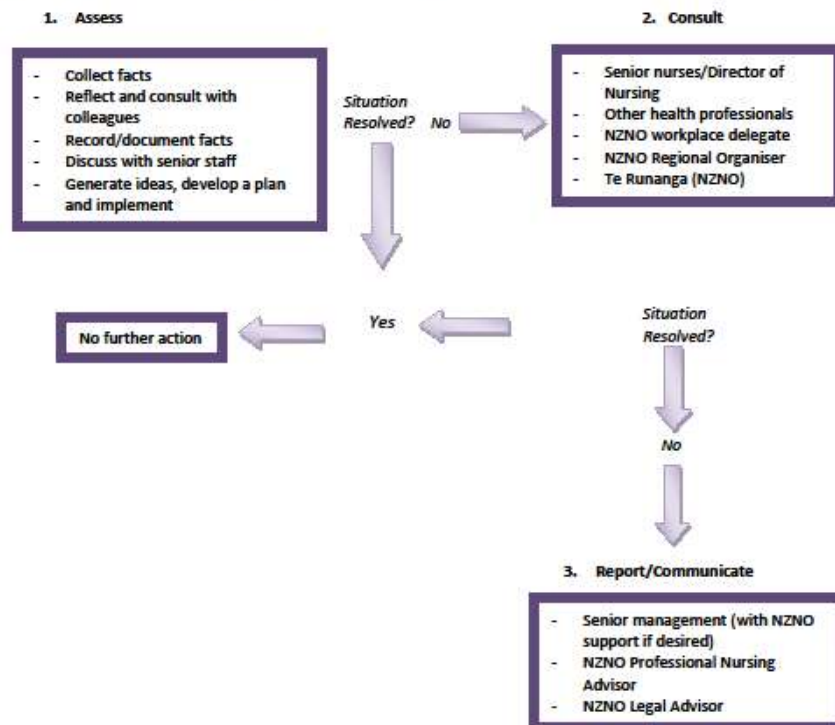 1. Assess
- Collect facts
- Reflect and consult with
colleagues
- Record/document facts
- Discuss with senior staff
- Generate ideas, develop a plan
and implement
Situation
Resolved? No
2. Consult
- Senior nurses/Director of
Nursing
- Other health professionals
- NZNO workplace delegate
- NZNO Regional Organiser
- Te Runanga (NZNO)
No further action
Yes
Situation
Resolved?
No
3. Report/Communicate
- Senior management (with NZNO
support if desired)
- NZNO Professional Nursing
Advisor
- NZNO Legal Advisor